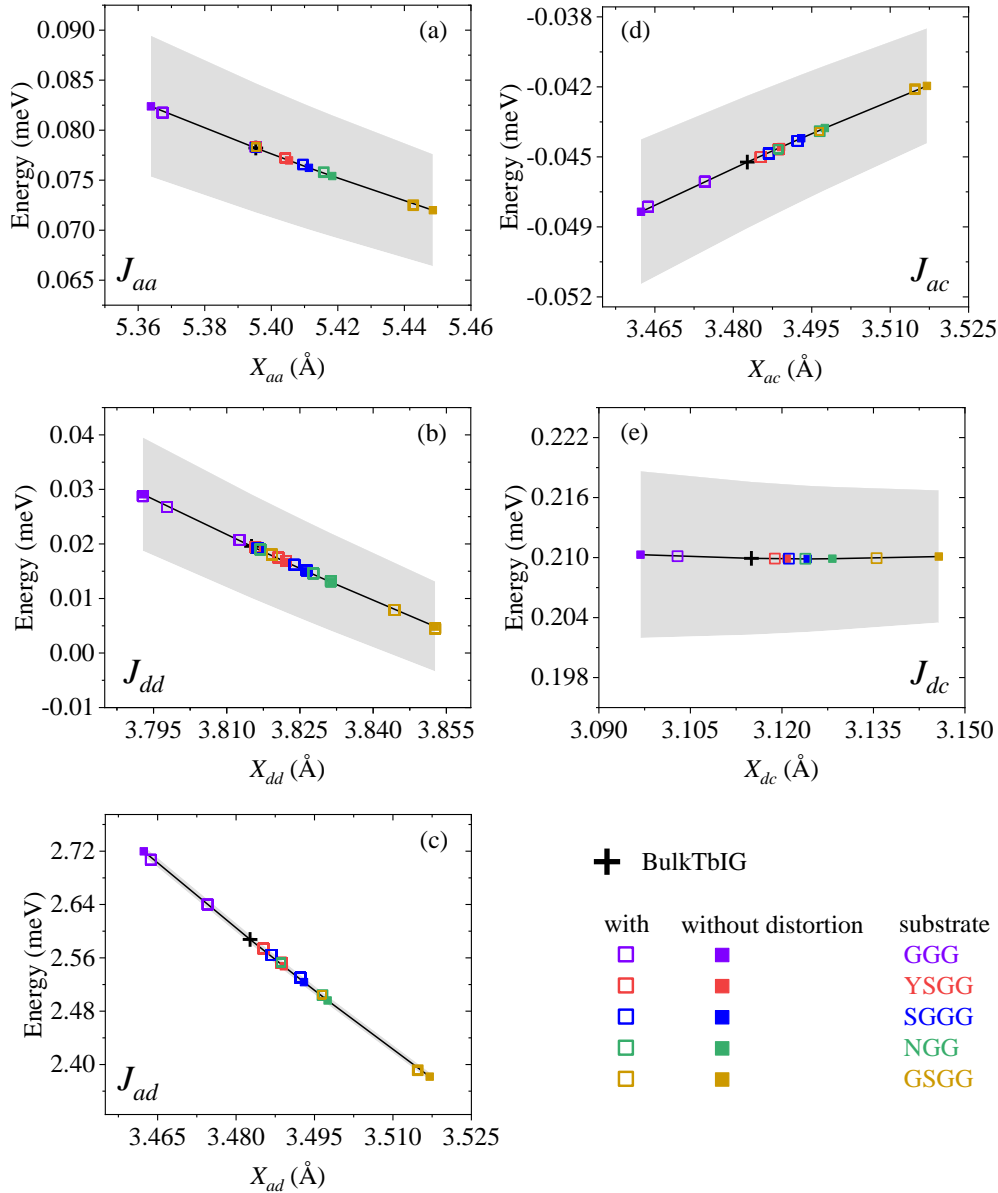 (a)
0.090
0.085
0.080
0.075
0.070
0.065
Energy (meV)
J_aa
5.36 5.38 5.40 5.42 5.44 5.46
X_aa (Å)
(d)
-0.038
-0.042
-0.045
-0.049
-0.052
Energy (meV)
J_ac
3.465 3.480 3.495 3.510 3.525
X_ac (Å)
(b)
0.04
0.03
0.02
0.01
0.00
-0.01
Energy (meV)
J_dd
3.795 3.810 3.825 3.840 3.855
X_dd (Å)
(e)
0.222
0.216
0.210
0.204
0.198
Energy (meV)
J_dc
3.090 3.105 3.120 3.135 3.150
X_dc (Å)
(c)
2.72
2.64
2.56
2.48
2.40
Energy (meV)
J_ad
3.465 3.480 3.495 3.510 3.525
X_ad (Å)
BulkTbIG
with without distortion substrate
GGG
YSGG
SGGG
NGG
GSGG